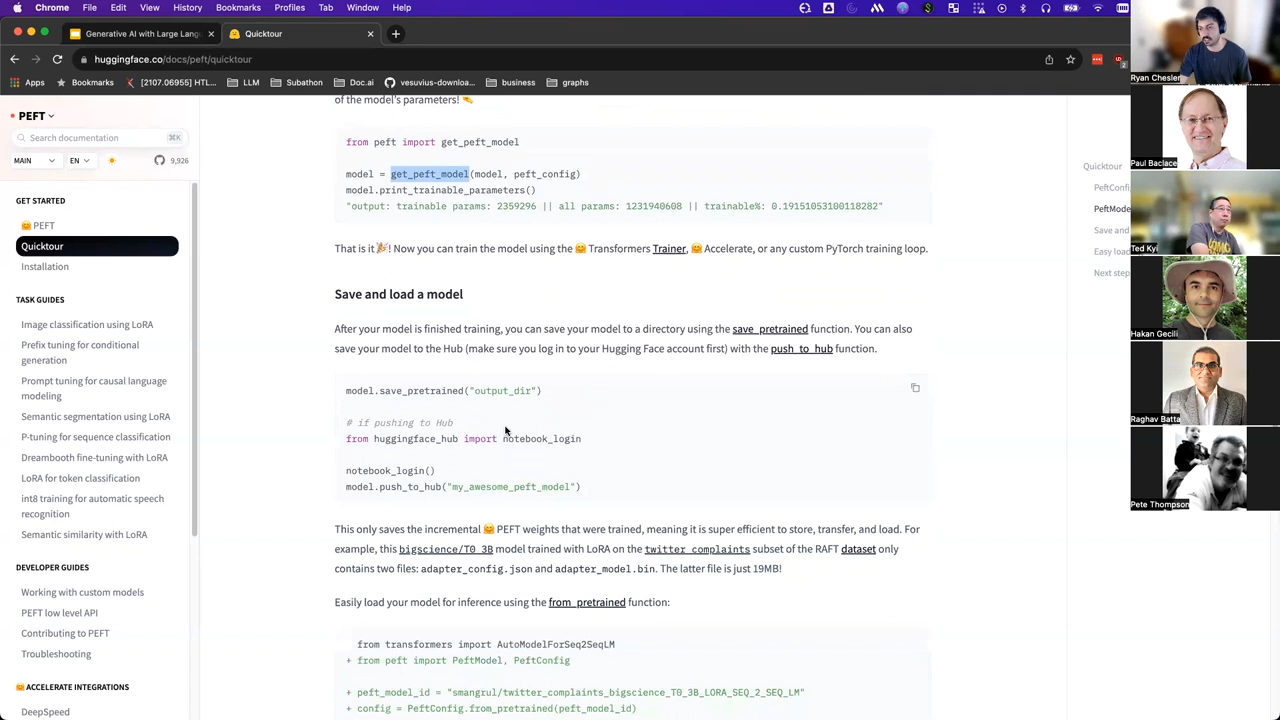 Chrome File Edit View History Bookmarks Profiles Tab Window Help
Generative AI with Large Lang
Quicktour
huggingface.co/docs/peft/quicktour
2
Apps Bookmarks [2107.06955] HTL... LLM Subathon Doc.ai vesuvius-downloa... business graphs
PEFT
Search documentation ⌘K
MAIN EN 9,926
GET STARTED
🤗 PEFT
Quicktour
Installation
TASK GUIDES
Image classification using LoRA
Prefix tuning for conditional
generation
Prompt tuning for causal language
modeling
Semantic segmentation using LoRA
P-tuning for sequence classification
Dreambooth fine-tuning with LoRA
LoRA for token classification
int8 training for automatic speech
recognition
Semantic similarity with LoRA
DEVELOPER GUIDES
Working with custom models
PEFT low level API
Contributing to PEFT
Troubleshooting
🤗 ACCELERATE INTEGRATIONS
DeepSpeed
of the model's parameters! 🤏
from peft import get_peft_model
model = get_peft_model(model, peft_config)
model.print_trainable_parameters()
"output: trainable params: 2359296 || all params: 1231940608 || trainable%: 0.19151053100118282"
That is it 🎉! Now you can train the model using the 🤗 Transformers Trainer, 🤗 Accelerate, or any custom PyTorch training loop.
Save and load a model
After your model is finished training, you can save your model to a directory using the save_pretrained function. You can also
save your model to the Hub (make sure you log in to your Hugging Face account first) with the push_to_hub function.
model.save_pretrained("output_dir")
# if pushing to Hub
from huggingface_hub import notebook_login
notebook_login()
model.push_to_hub("my_awesome_peft_model")
This only saves the incremental 🤗 PEFT weights that were trained, meaning it is super efficient to store, transfer, and load. For
example, this bigscience/T0_3B model trained with LoRA on the twitter_complaints subset of the RAFT dataset only
contains two files: adapter_config.json and adapter_model.bin. The latter file is just 19MB!
Easily load your model for inference using the from_pretrained function:
from transformers import AutoModelForSeq2SeqLM
+ from peft import PeftModel, PeftConfig
+ peft_model_id = "smangrul/twitter_complaints_bigscience_T0_3B_LORA_SEQ_2_SEQ_LM"
+ config = PeftConfig.from_pretrained(peft_model_id)
Quicktour
PeftConfi
PeftMode
Save and
Easy load
Next step
Ryan Chesler
Paul Baclace
Ted Kyi
Hakan Gecili
Raghav Batta
Pete Thompson